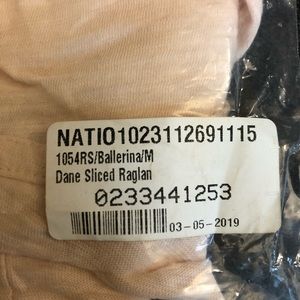 NATIO1023112691115
1054RS/Ballerina/M
Dane Sliced Raglan
0233441253
03-05-2019